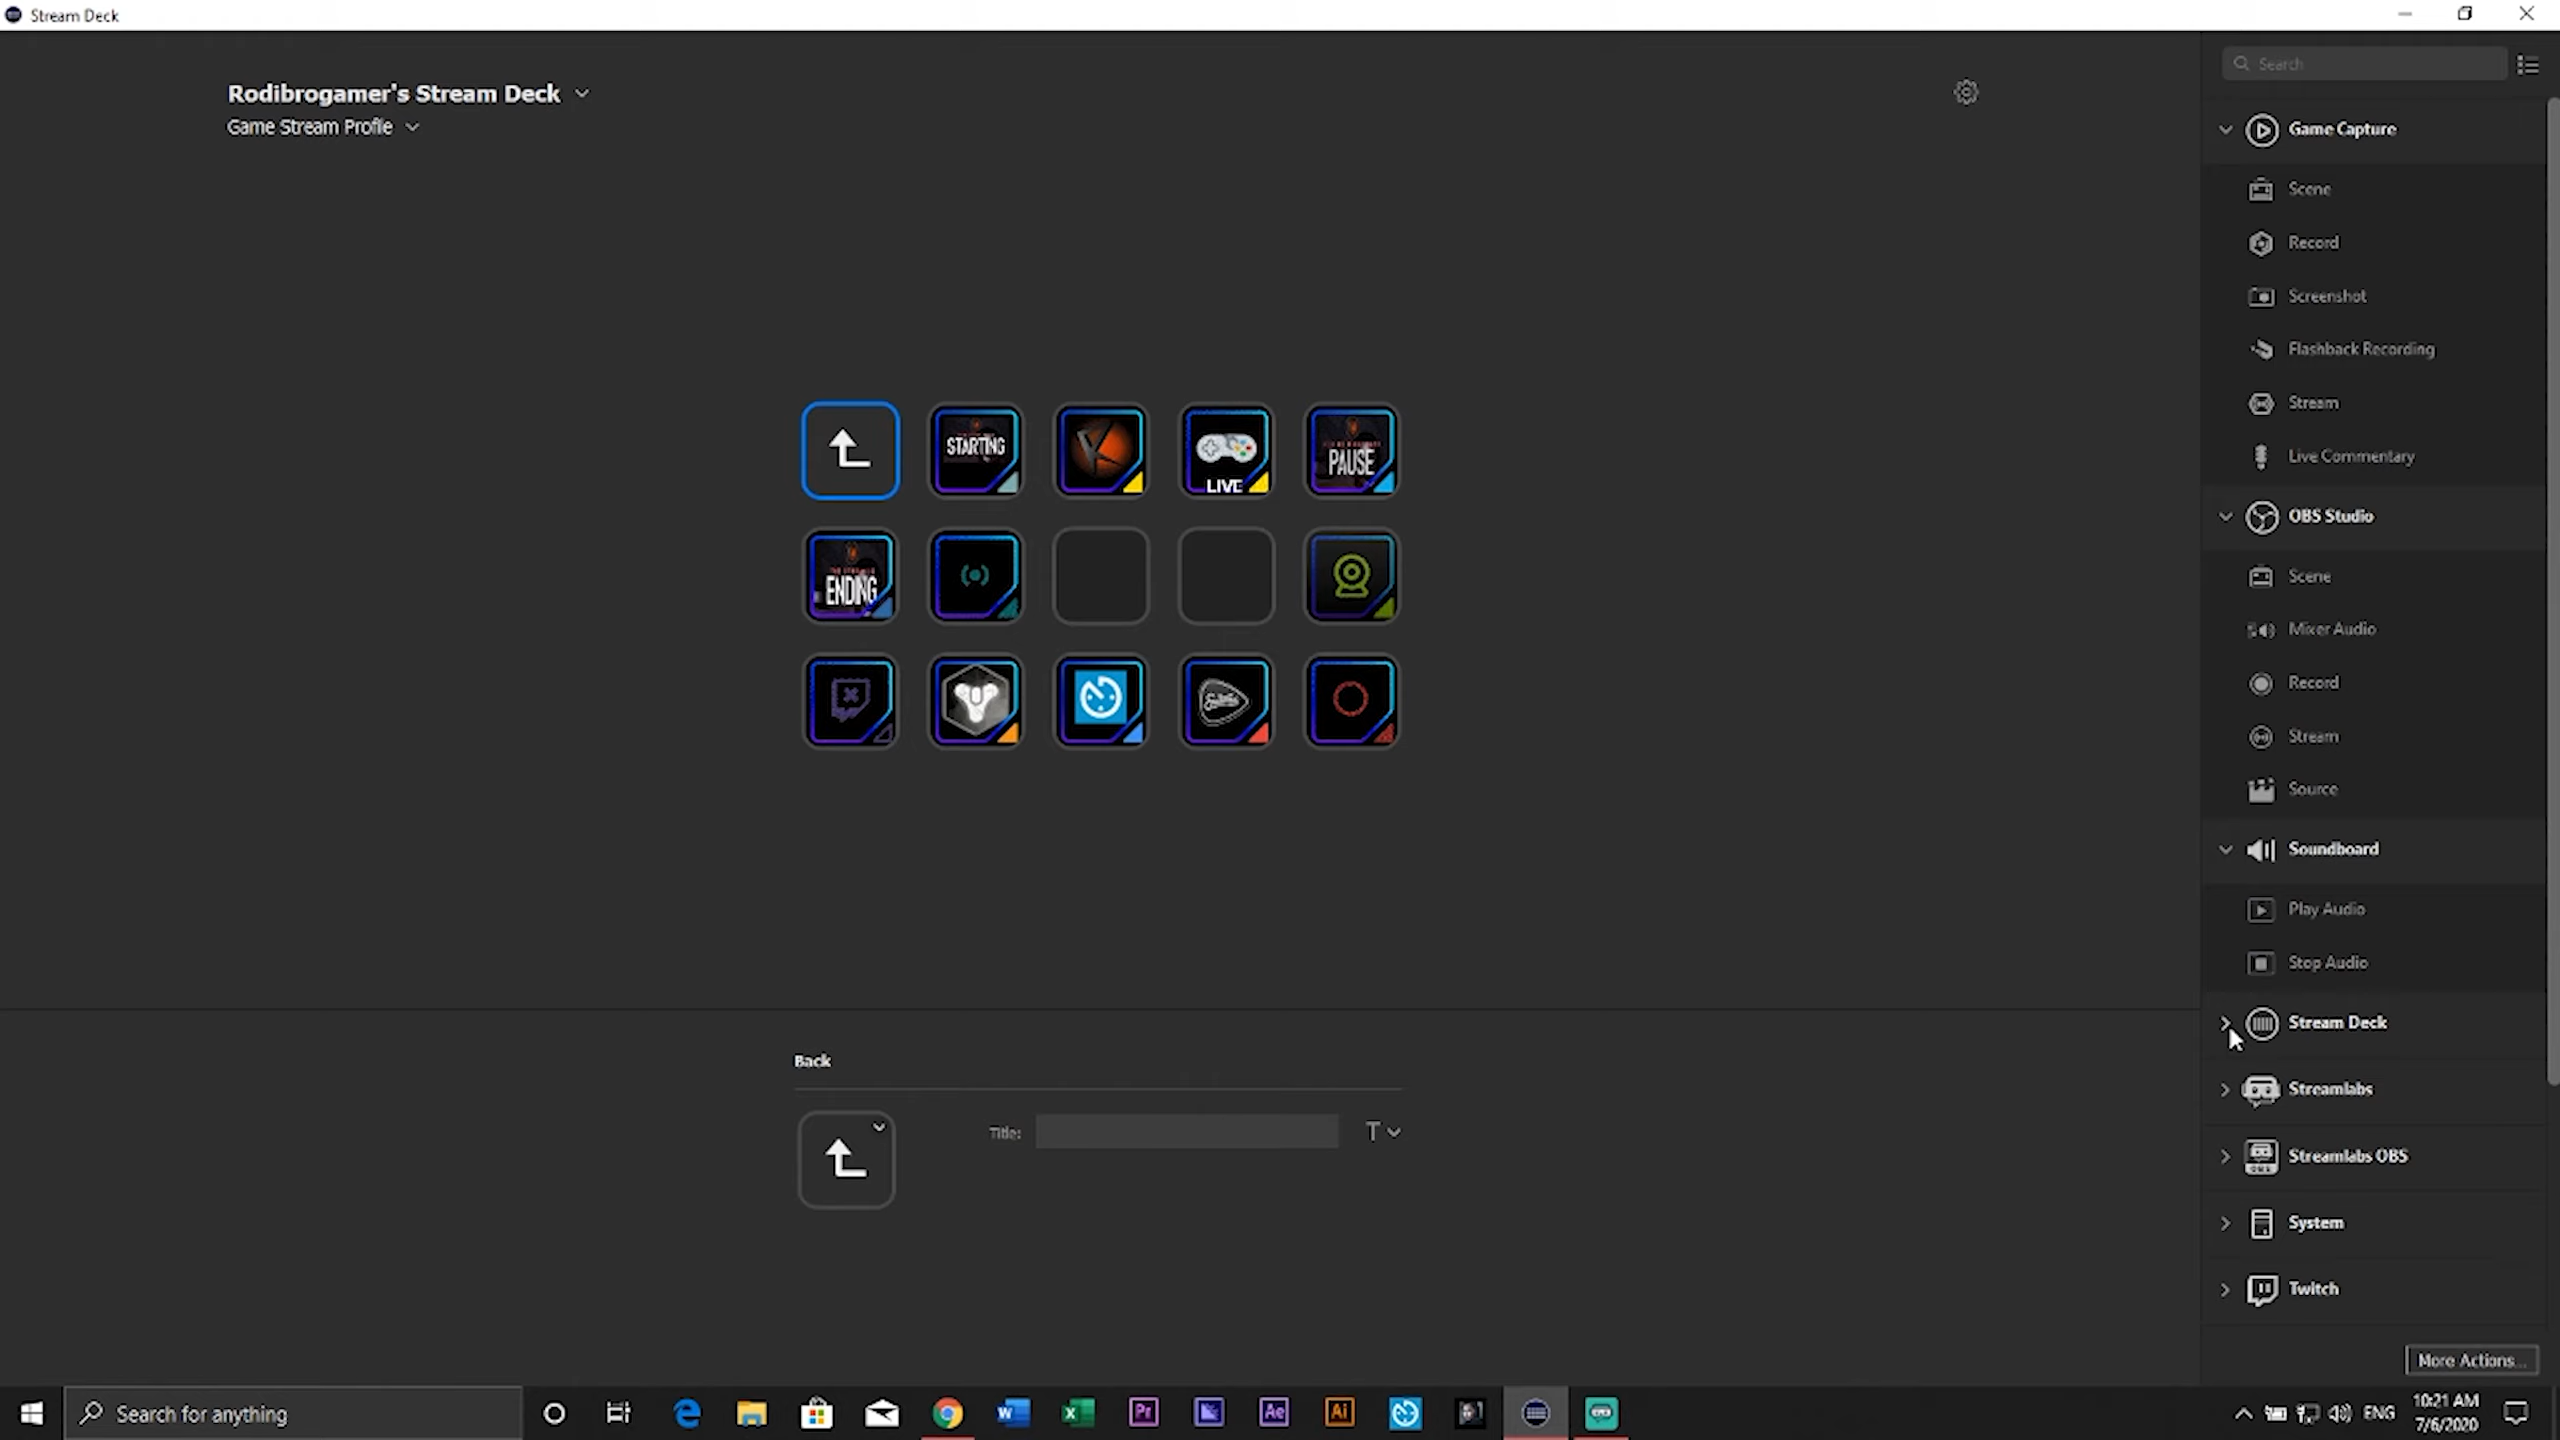 Stream Deck
Rodibrogamer's Stream Deck
Game Stream Profile
Search
Game Capture
Scene
Record
Screenshot
Flashback Recording
Stream
Live Commentary
OBS Studio
Scene
Mixer Audio
Record
Stream
Source
Soundboard
Play Audio
Stop Audio
Stream Deck
Streamlabs
Streamlabs OBS
System
Twitch
More Actions...
STARTING
LIVE
PAUSE
ENDING
Back
Title:
T
Search for anything
Pr
Ae
Ai
ENG
10:21 AM
7/6/2020